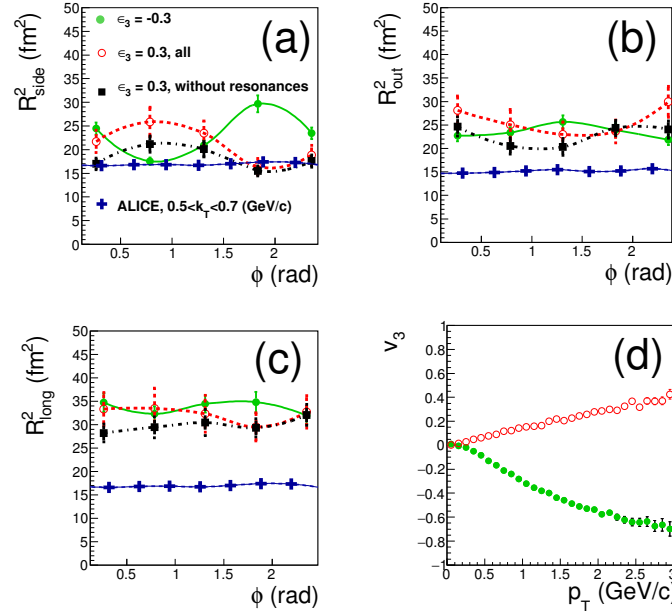 (a)
R²side (fm²)
50
45
40
35
30
25
20
15
10
5
0
ε₃ = -0.3
ε₃ = 0.3, all
ε₃ = 0.3, without resonances
ALICE, 0.5<k_T<0.7 (GeV/c)
0.5 1 1.5 2
ϕ (rad)
(b)
R²out (fm²)
50
45
40
35
30
25
20
15
10
5
0
0.5 1 1.5 2
ϕ (rad)
(c)
R²long (fm²)
50
45
40
35
30
25
20
15
10
5
0
0.5 1 1.5 2
ϕ (rad)
(d)
v₃
1
0.8
0.6
0.4
0.2
0
−0.2
−0.4
−0.6
−0.8
−1
0 0.5 1 1.5 2 2.5 3
p_T (GeV/c)